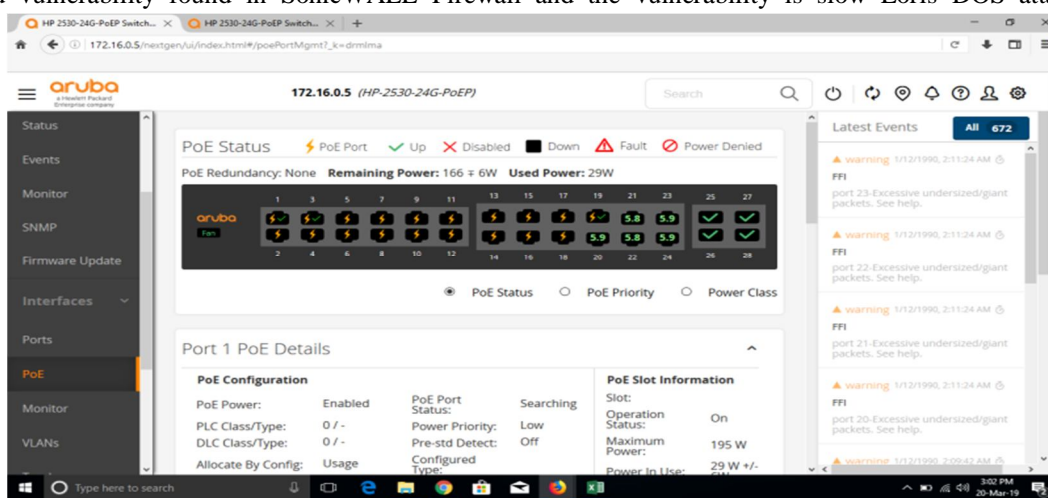 vulnerability found in SonicWALL Firewall and the vulnerability is slow Loris DOS
HP 2530-24G-PoEP Switch... ×
HP 2530-24G-PoEP Switch... × +
172.16.0.5/nextgen/ui/index.html#/poePortMgmt?_k=drmlma
aruba
a Hewlett Packard
Enterprise company
172.16.0.5 (HP-2530-24G-PoEP)
Search
Status
Events
Monitor
SNMP
Firmware Update
Interfaces
Ports
PoE
Monitor
VLANs
PoE Status PoE Port Up Disabled Down Fault Power Denied
PoE Redundancy: None Remaining Power: 166 ∓ 6W Used Power: 29W
1 3 5 7 9 11 13 15 17 19 21 23 25 27
aruba 5.8 5.9
Fan 5.9 5.8 5.9
2 4 6 8 10 12 14 16 18 20 22 24 26 28
PoE Status PoE Priority Power Class
Port 1 PoE Details
PoE Configuration
PoE Power: Enabled PoE Port Status: Searching
PLC Class/Type: 0 / - Power Priority: Low
DLC Class/Type: 0 / - Pre-std Detect: Off
Allocate By Config: Usage Configured Type:
PoE Slot Information
Slot:
Operation Status: On
Maximum Power: 195 W
Power In Use: 29 W +/-
Latest Events All 672
warning 1/12/1990, 2:11:24 AM
FFI
port 23-Excessive undersized/giant
packets. See help.
warning 1/12/1990, 2:11:24 AM
FFI
port 22-Excessive undersized/giant
packets. See help.
warning 1/12/1990, 2:11:24 AM
FFI
port 21-Excessive undersized/giant
packets. See help.
warning 1/12/1990, 2:11:24 AM
FFI
port 20-Excessive undersized/giant
packets. See help.
warning 1/12/1990, 2:09:42 AM
Type here to search
3:02 PM
20-Mar-19